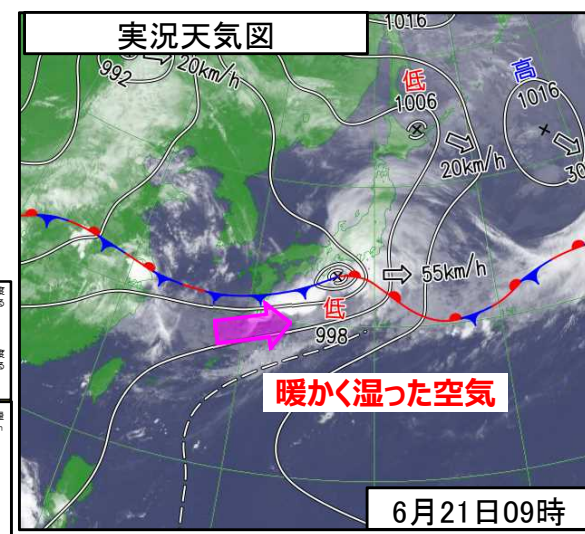 実況天気図
1016
992
20km/h
低
1006
高
1016
20km/h
30
55km/h
低
998
暖かく湿った空気
6月21日09時